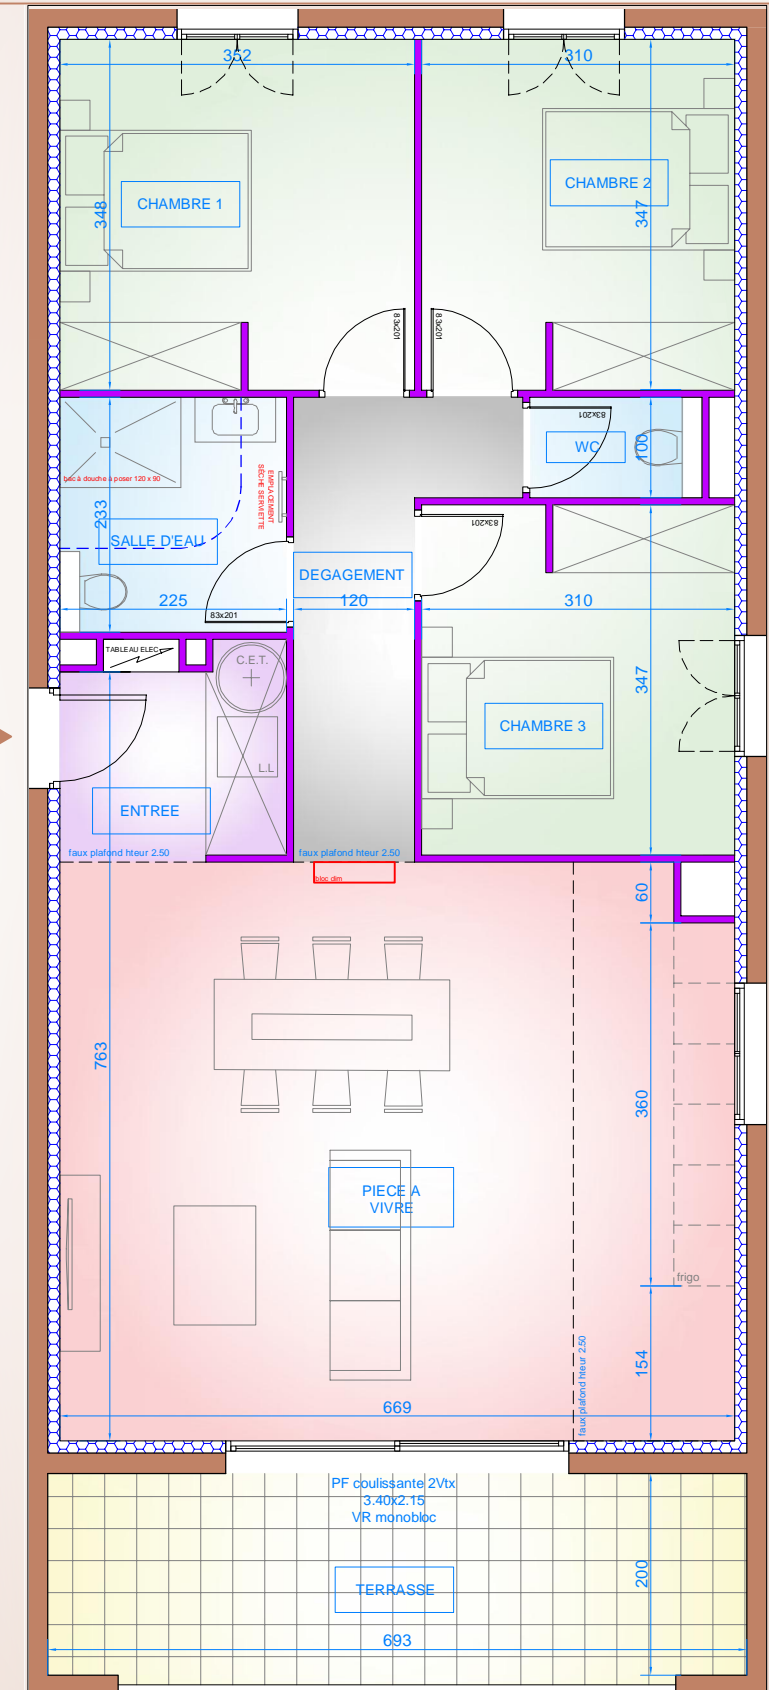 352
310
CHAMBRE 1
348
CHAMBRE 2
347
83x201
83x201
83x201
WC
100
bac à douche à poser 120 x 90
EMPLACEMENT
SÈCHE SERVIETTE
233
SALLE D'EAU
83x201
DEGAGEMENT
225
83x201
120
310
TABLEAU ELEC
C.E.T.
347
L.L
CHAMBRE 3
ENTREE
faux plafond hteur 2.50
faux plafond hteur 2.50
bloc clim
60
763
360
PIECE A
VIVRE
frigo
faux plafond hteur 2.50
154
669
PF coulissante 2Vtx
3.40x2.15
VR monobloc
200
TERRASSE
693